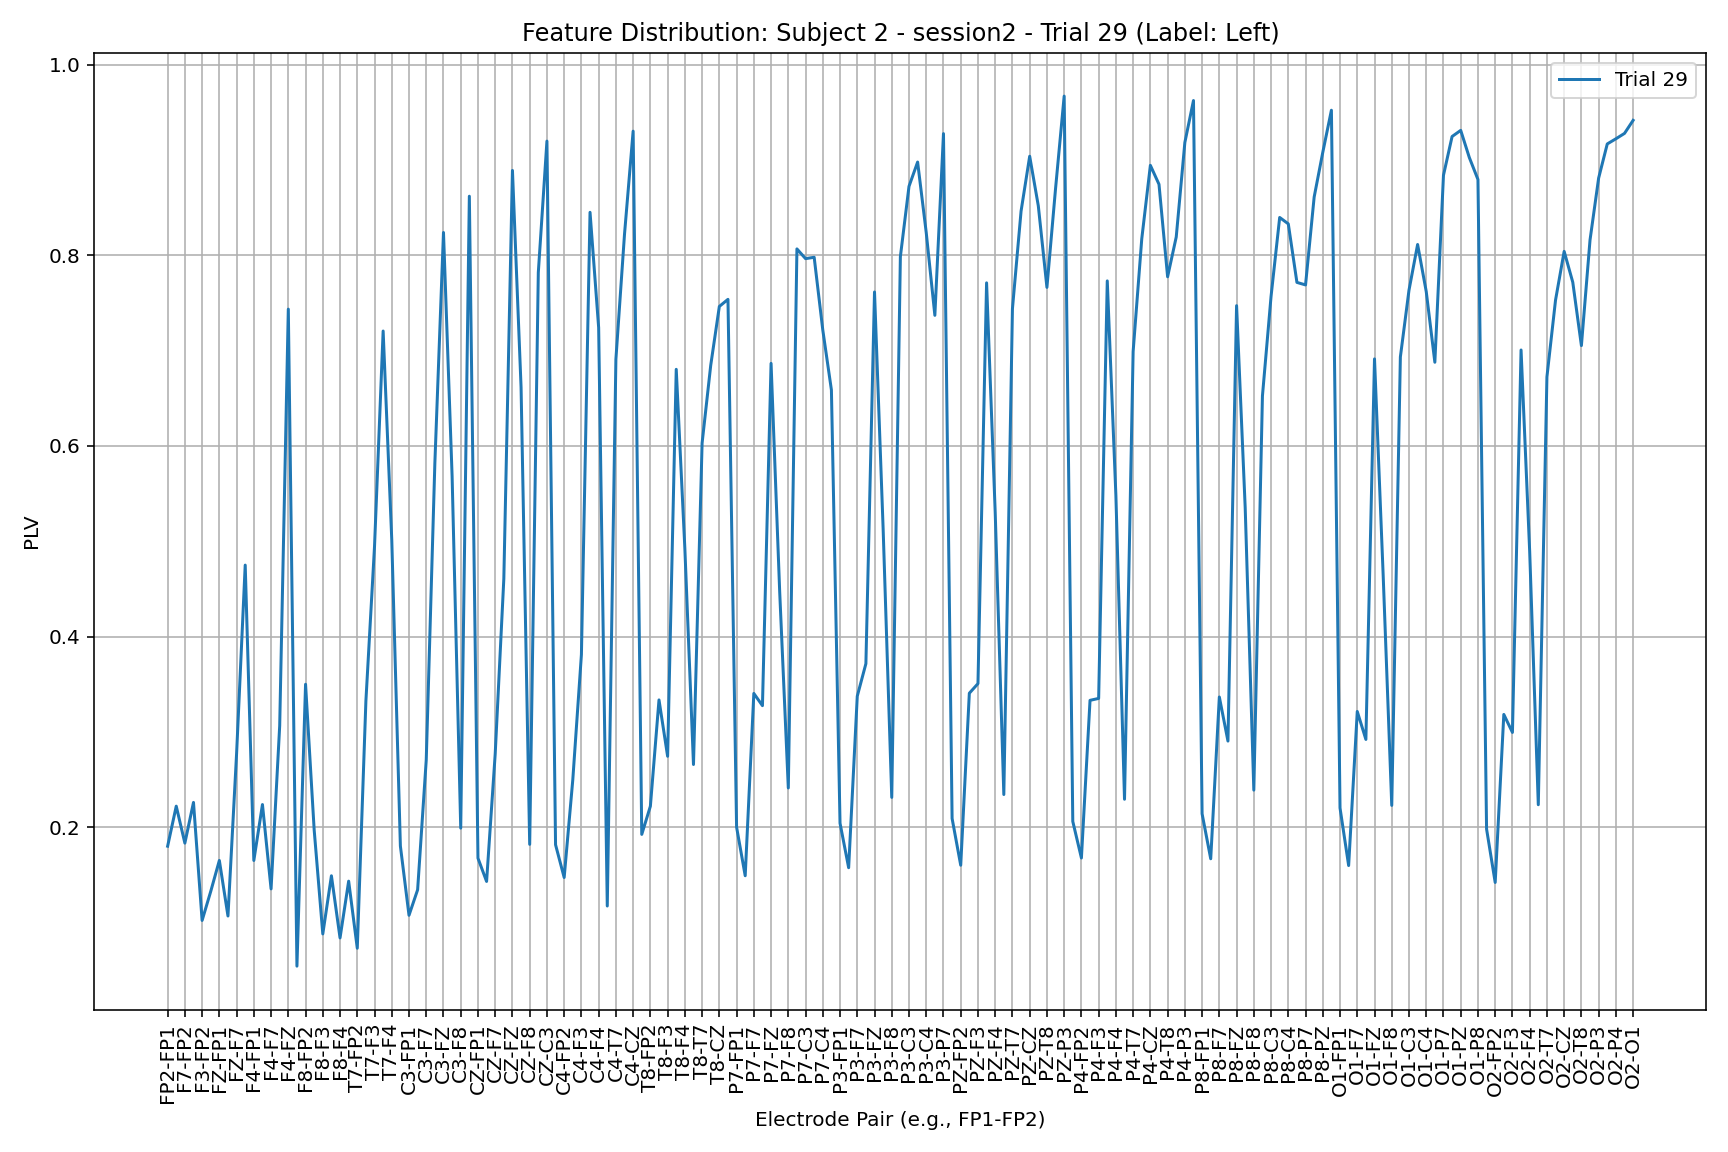 Feature Distribution: Subject 2 - session2 - Trial 29 (Label: Left)
Trial 29
1.0
0.8
0.6
0.4
0.2
PLV
FP2-FP1
F7-FP2
F3-FP2
FZ-FP1
FZ-F7
F4-FP1
F4-F7
F4-FZ
F8-FP2
F8-F3
F8-F4
T7-FP2
T7-F3
T7-F4
C3-FP1
C3-F7
C3-FZ
C3-F8
CZ-FP1
CZ-F7
CZ-FZ
CZ-F8
CZ-C3
C4-FP2
C4-F3
C4-F4
C4-T7
C4-CZ
T8-FP2
T8-F3
T8-F4
T8-T7
T8-CZ
P7-FP1
P7-F7
P7-FZ
P7-F8
P7-C3
P7-C4
P3-FP1
P3-F7
P3-FZ
P3-F8
P3-C3
P3-C4
P3-P7
PZ-FP2
PZ-F3
PZ-F4
PZ-T7
PZ-CZ
PZ-T8
PZ-P3
P4-FP2
P4-F3
P4-F4
P4-T7
P4-CZ
P4-T8
P4-P3
P8-FP1
P8-F7
P8-FZ
P8-F8
P8-C3
P8-C4
P8-P7
P8-PZ
O1-FP1
O1-F7
O1-FZ
O1-F8
O1-C3
O1-C4
O1-P7
O1-PZ
O1-P8
O2-FP2
O2-F3
O2-F4
O2-T7
O2-CZ
O2-T8
O2-P3
O2-P4
O2-O1
Electrode Pair (e.g., FP1-FP2)